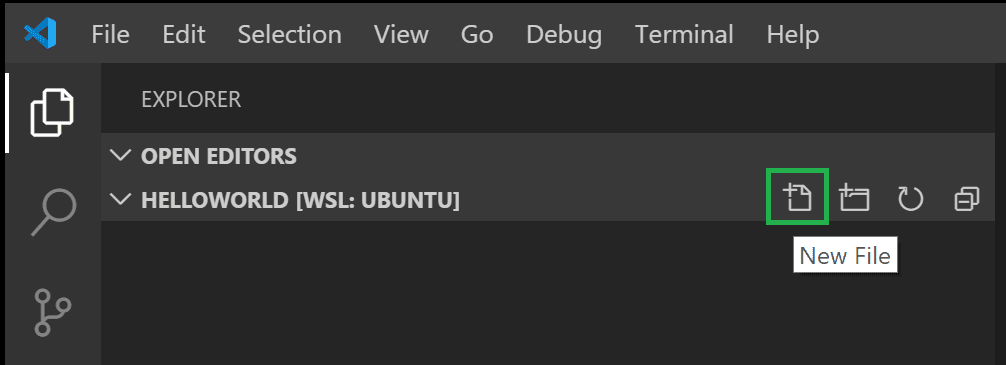 File Edit Selection View Go Debug Terminal Help
EXPLORER
OPEN EDITORS
HELLOWORLD [WSL: UBUNTU]
New File